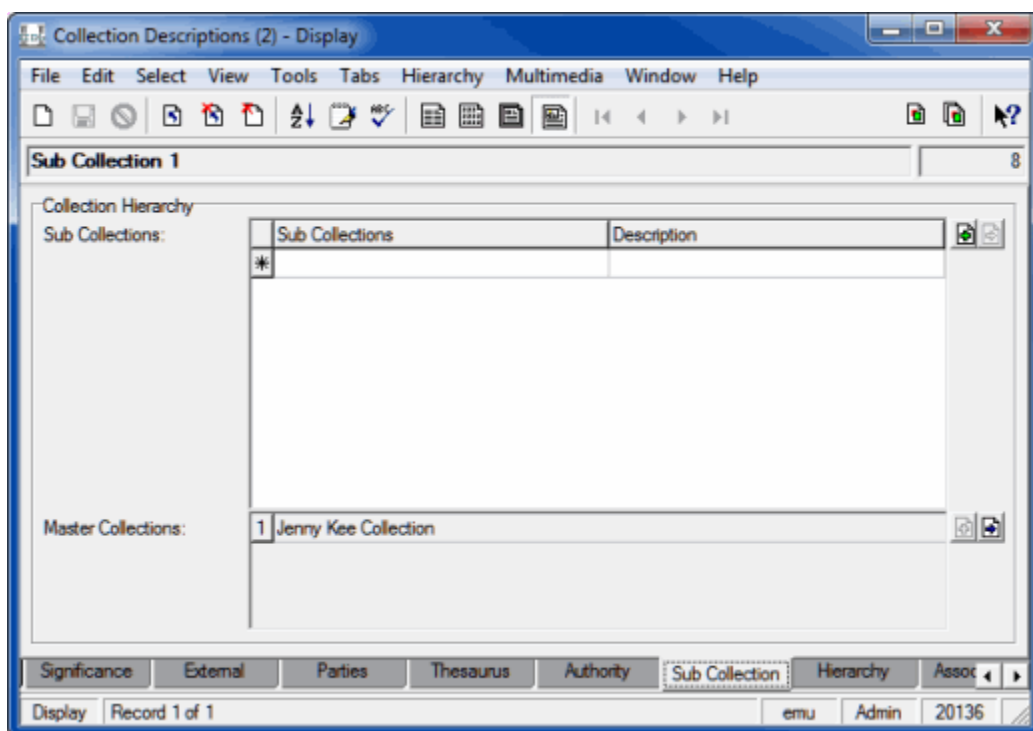 Collection Descriptions (2) - Display
File Edit Select View Tools Tabs Hierarchy Multimedia Window Help
Sub Collection 1 8
Collection Hierarchy
Sub Collections: Sub Collections Description
Master Collections: 1 Jenny Kee Collection
Significance External Parties Thesaurus Authority Sub Collection Hierarchy Assoc
Display Record 1 of 1 emu Admin 20136